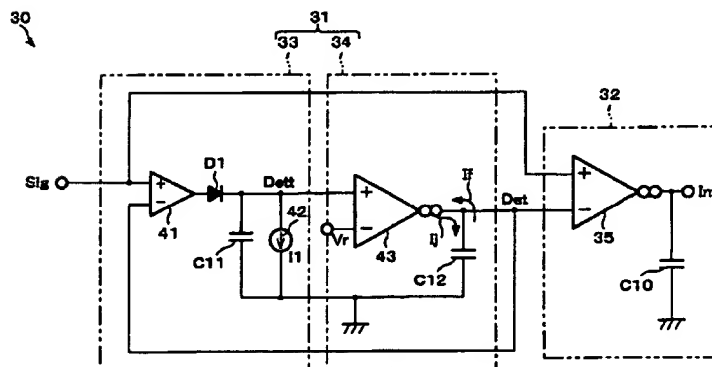 30
31
33
34
32
Sig
+
−
41
D1
Dett
42
I1
C11
Vr
+
−
43
If
Ij
Det
C12
+
−
35
C10